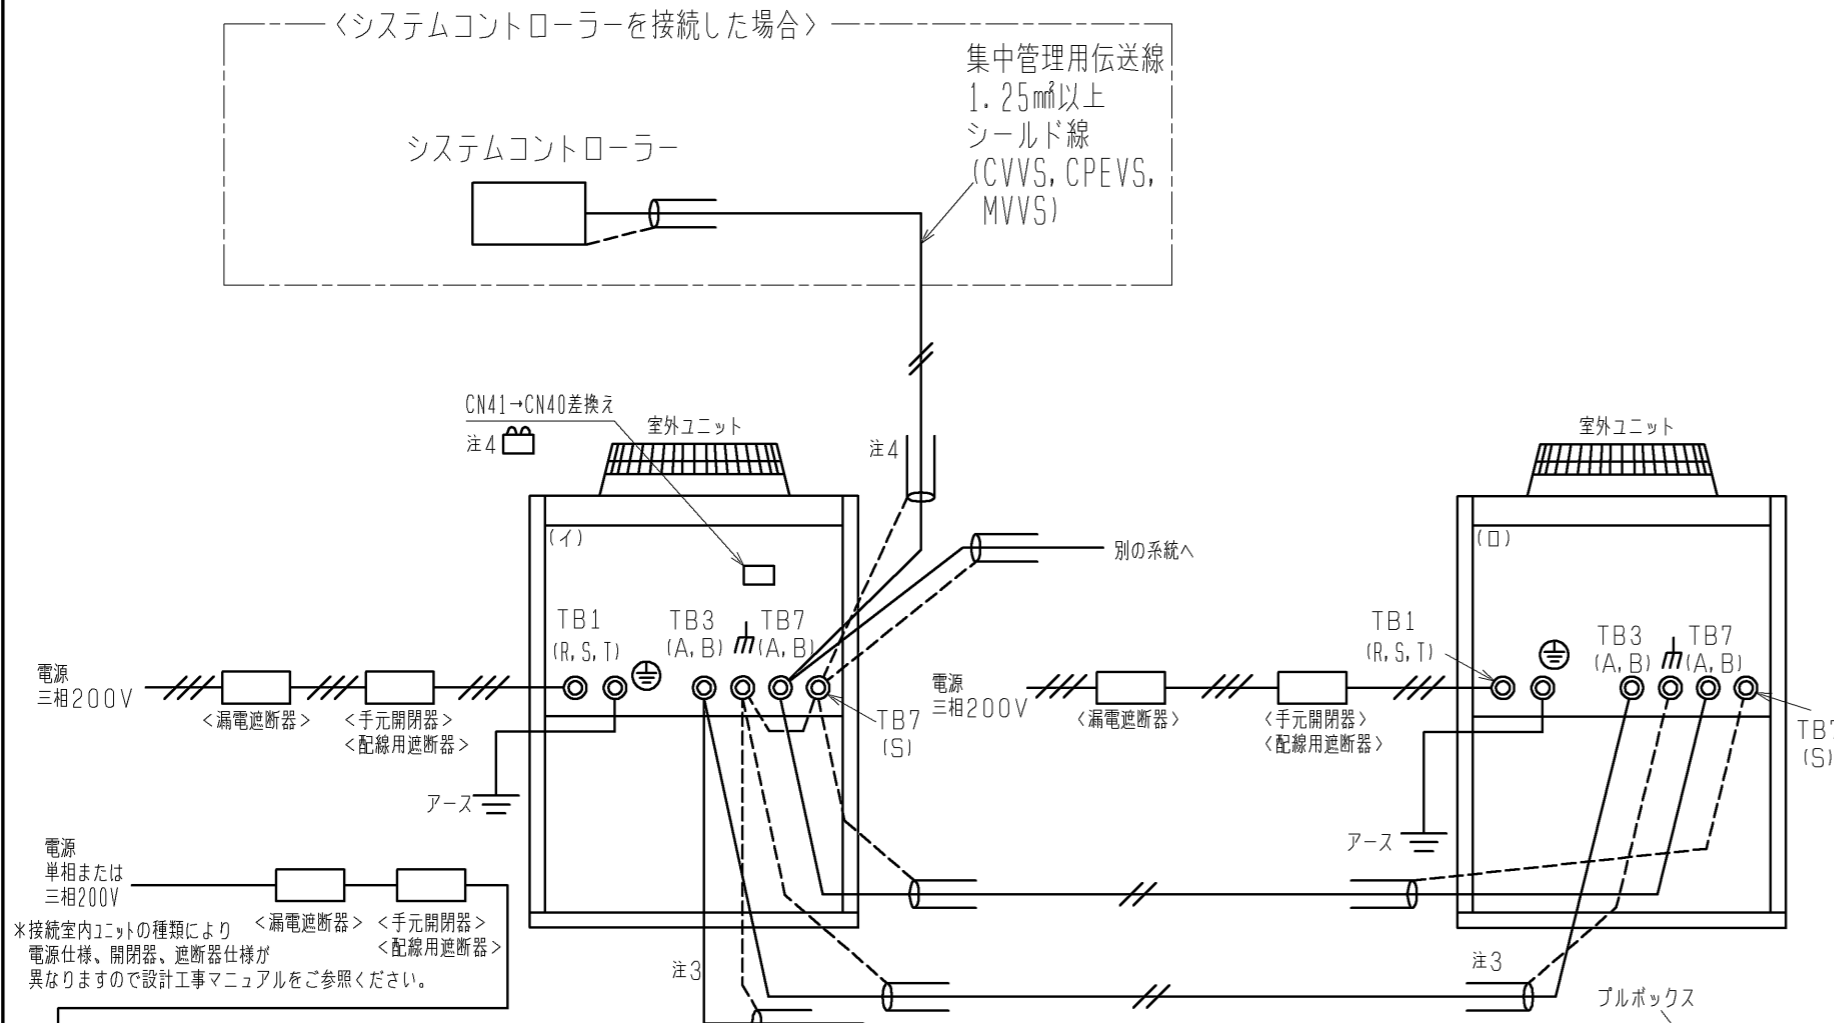 〈システムコントローラーを接続した場合〉
集中管理用伝送線
1.25㎟以上
シールド線
(CVVS,CPEVS,
MVVS)
システムコントローラー
CN41→CN40差換え
注4
室外ユニット
注4
(イ)
別の系統へ
TB1
(R,S,T)
TB3
(A,B)
TB7
(A,B)
電源
三相200V
<漏電遮断器>
<手元開閉器>
<配線用遮断器>
TB7
(S)
アース
室外ユニット
(ロ)
TB1
(R,S,T)
TB3
(A,B)
TB7
(A,B)
電源
三相200V
<漏電遮断器>
<手元開閉器>
<配線用遮断器>
TB7
(S)
アース
電源
単相または
三相200V
<漏電遮断器>
<手元開閉器>
<配線用遮断器>
*接続室内ユニットの種類により
電源仕様、開閉器、遮断器仕様が
異なりますので設計工事マニュアルをご参照ください。
注3
注3
プルボックス